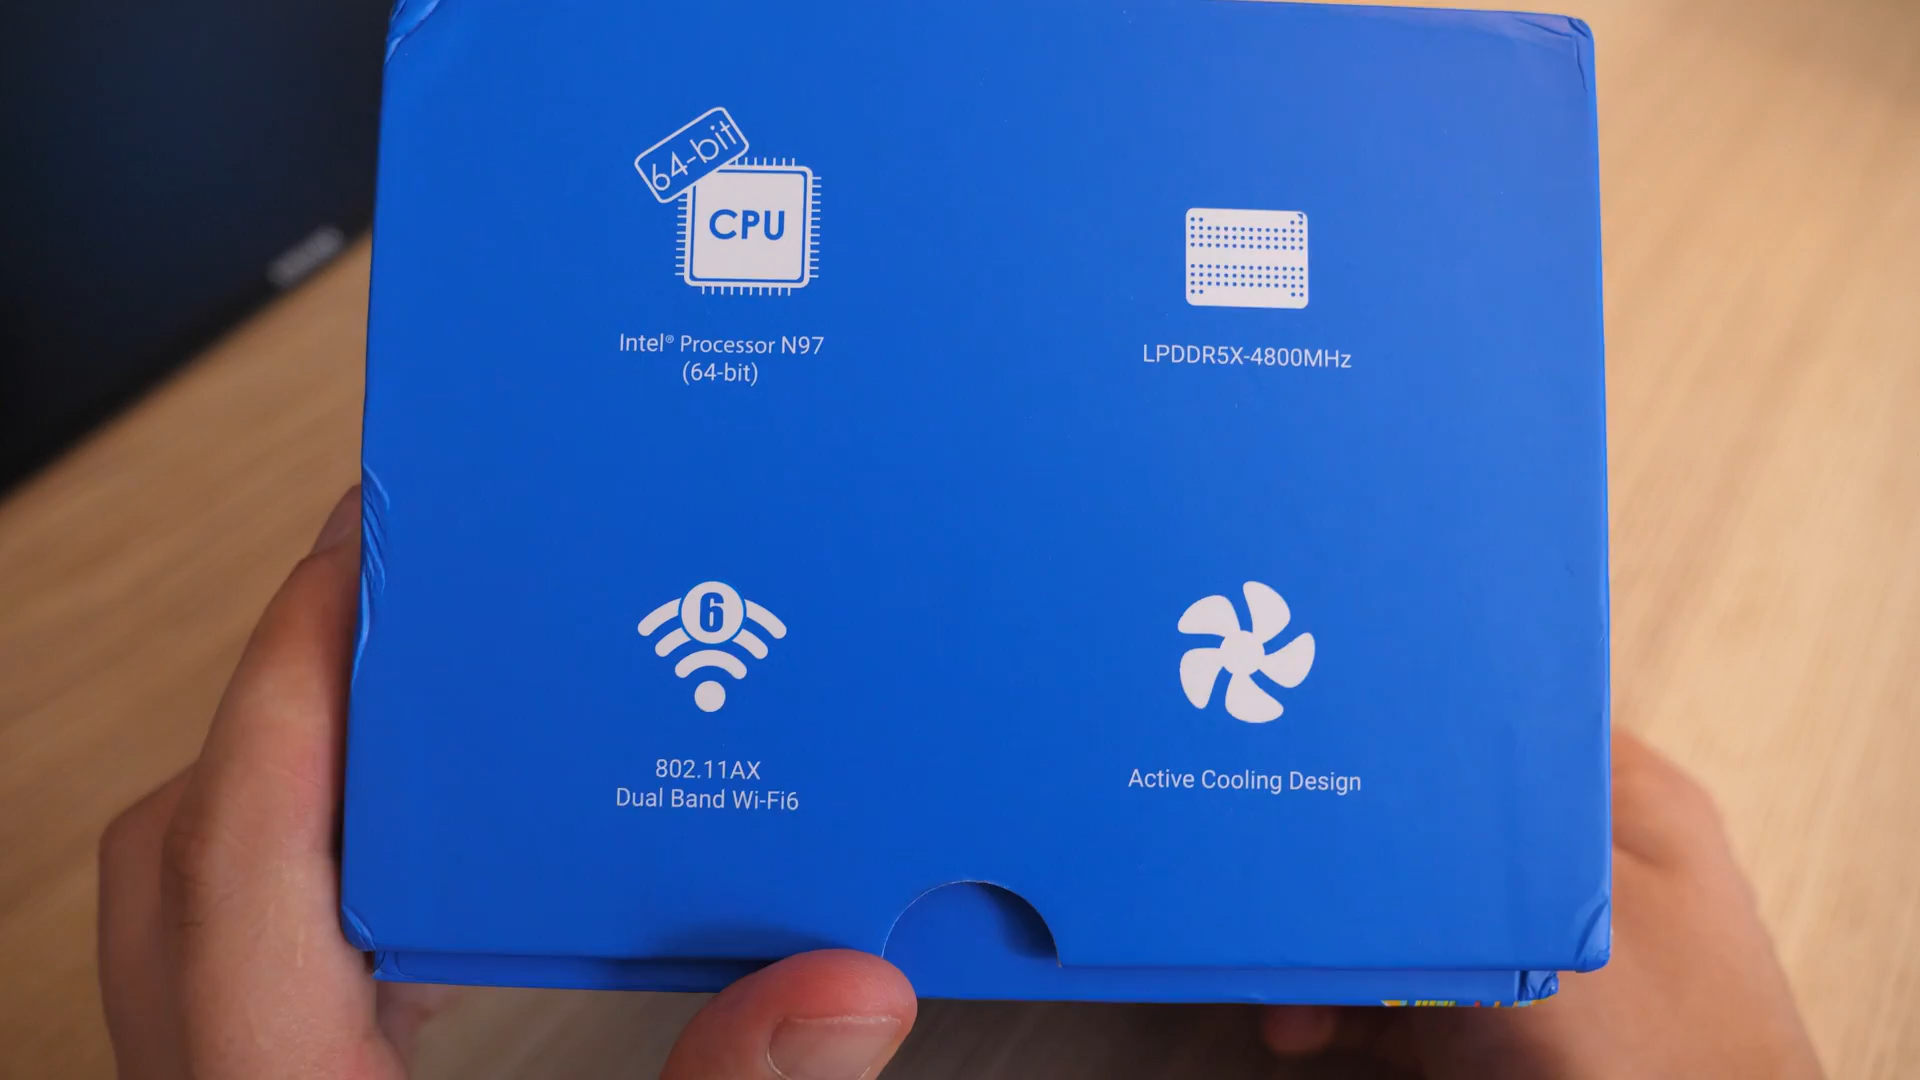 64-bit
CPU
Intel® Processor N97
(64-bit)
LPDDR5X-4800MHz
6
802.11AX
Dual Band Wi-Fi6
Active Cooling Design